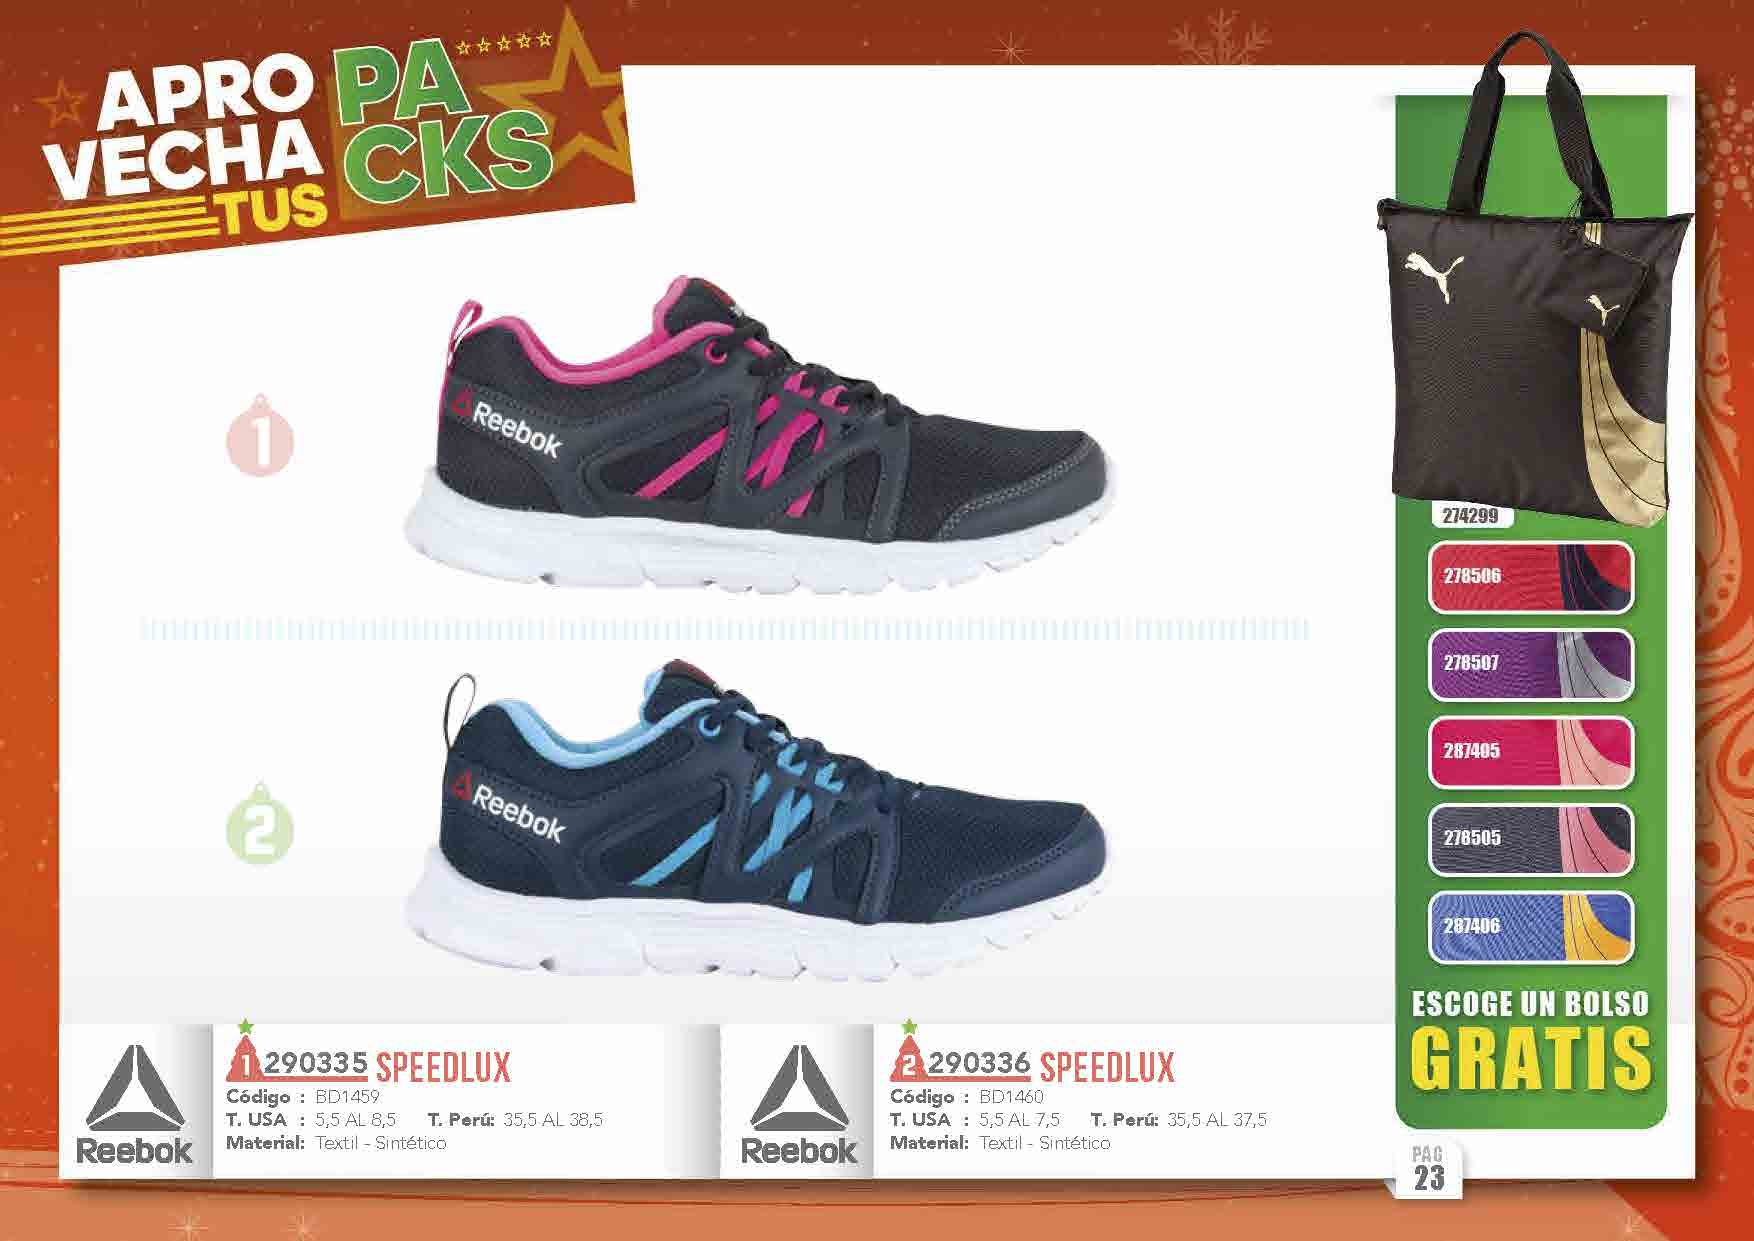 APRO
VECHA
TUS
PA
CKS
1
Reebok
2
Reebok
274299
278506
278507
287405
278505
287406
ESCOGE UN BOLSO
GRATIS
Reebok
1 290335 SPEEDLUX
Código : BD1459
T. USA : 5,5 AL 8,5 T. Perú: 35,5 AL 38,5
Material: Textil - Sintético
Reebok
2 290336 SPEEDLUX
Código : BD1460
T. USA : 5,5 AL 7,5 T. Perú: 35,5 AL 37,5
Material: Textil - Sintético
PAG
23